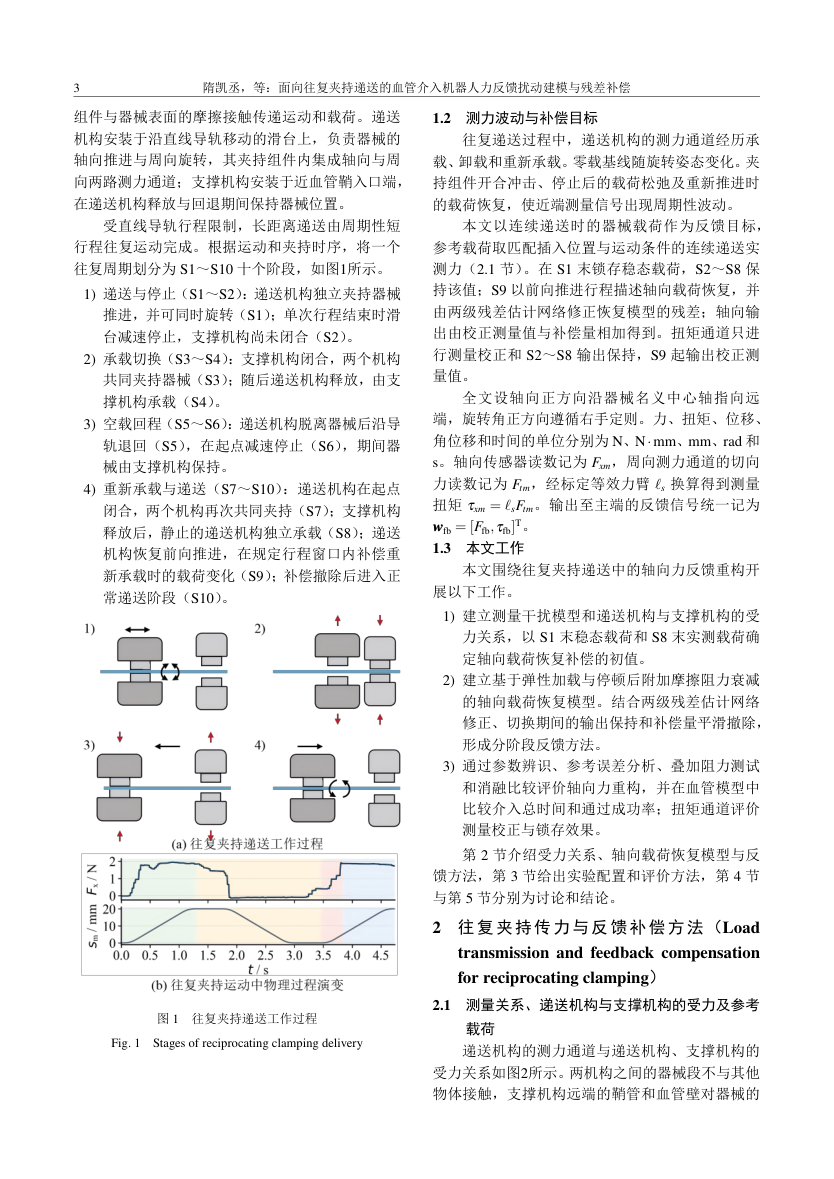 3 隋凯丞，等：面向往复夹持递送的血管介入机器人力反馈扰动建模与残差补偿
组件与器械表面的摩擦接触传递运动和载荷。递送
机构安装于沿直线导轨移动的滑台上，负责器械的
轴向推进与周向旋转，其夹持组件内集成轴向与周
向两路测力通道；支撑机构安装于近血管鞘入口端，
在递送机构释放与回退期间保持器械位置。
受直线导轨行程限制，长距离递送由周期性短
行程往复运动完成。根据运动和夹持时序，将一个
往复周期划分为 S1～S10 十个阶段，如图1所示。
1) 递送与停止（S1～S2）：递送机构独立夹持器械
推进，并可同时旋转（S1）；单次行程结束时滑
台减速停止，支撑机构尚未闭合（S2）。
2) 承载切换（S3～S4）：支撑机构闭合，两个机构
共同夹持器械（S3）；随后递送机构释放，由支
撑机构承载（S4）。
3) 空载回程（S5～S6）：递送机构脱离器械后沿导
轨退回（S5），在起点减速停止（S6），期间器
械由支撑机构保持。
4) 重新承载与递送（S7～S10）：递送机构在起点
闭合，两个机构再次共同夹持（S7）；支撑机构
释放后，静止的递送机构独立承载（S8）；递送
机构恢复前向推进，在规定行程窗口内补偿重
新承载时的载荷变化（S9）；补偿撤除后进入正
常递送阶段（S10）。
1) 2)
3) 4)
(a) 往复夹持递送工作过程
Fx / N
2
1
0
sm / mm
20
10
0
0.0 0.5 1.0 1.5 2.0 2.5 3.0 3.5 4.0 4.5
t / s
(b) 往复夹持运动中物理过程演变
图 1 往复夹持递送工作过程
Fig. 1 Stages of reciprocating clamping delivery
1.2 测力波动与补偿目标
往复递送过程中，递送机构的测力通道经历承
载、卸载和重新承载。零载基线随旋转姿态变化。夹
持组件开合冲击、停止后的载荷松弛及重新推进时
的载荷恢复，使近端测量信号出现周期性波动。
本文以连续递送时的器械载荷作为反馈目标，
参考载荷取匹配插入位置与运动条件的连续递送实
测力（2.1 节）。在 S1 末锁存稳态载荷，S2～S8 保
持该值；S9 以前向推进行程描述轴向载荷恢复，并
由两级残差估计网络修正恢复模型的残差；轴向输
出由校正测量值与补偿量相加得到。扭矩通道只进
行测量校正和 S2～S8 输出保持，S9 起输出校正测
量值。
全文设轴向正方向沿器械名义中心轴指向远
端，旋转角正方向遵循右手定则。力、扭矩、位移、
角位移和时间的单位分别为 N、N·mm、mm、rad 和
s。轴向传感器读数记为 Fxm，周向测力通道的切向
力读数记为 Ftm，经标定等效力臂 ℓs 换算得到测量
扭矩 τxm = ℓsFtm。输出至主端的反馈信号统一记为
wfb = [Ffb, τfb]T。
1.3 本文工作
本文围绕往复夹持递送中的轴向力反馈重构开
展以下工作。
1) 建立测量干扰模型和递送机构与支撑机构的受
力关系，以 S1 末稳态载荷和 S8 末实测载荷确
定轴向载荷恢复补偿的初值。
2) 建立基于弹性加载与停顿后附加摩擦阻力衰减
的轴向载荷恢复模型。结合两级残差估计网络
修正、切换期间的输出保持和补偿量平滑撤除，
形成分阶段反馈方法。
3) 通过参数辨识、参考误差分析、叠加阻力测试
和消融比较评价轴向力重构，并在血管模型中
比较介入总时间和通过成功率；扭矩通道评价
测量校正与锁存效果。
第 2 节介绍受力关系、轴向载荷恢复模型与反
馈方法，第 3 节给出实验配置和评价方法，第 4 节
与第 5 节分别为讨论和结论。
2 往复夹持传力与反馈补偿方法（Load
transmission and feedback compensation
for reciprocating clamping）
2.1 测量关系、递送机构与支撑机构的受力及参考
载荷
递送机构的测力通道与递送机构、支撑机构的
受力关系如图2所示。两机构之间的器械段不与其他
物体接触，支撑机构远端的鞘管和血管壁对器械的